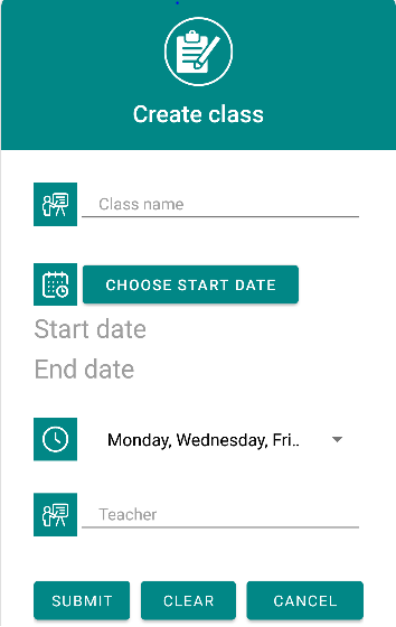 Create class
Class name
CHOOSE START DATE
Start date
End date
Monday, Wednesday, Fri..
Teacher
SUBMIT CLEAR CANCEL